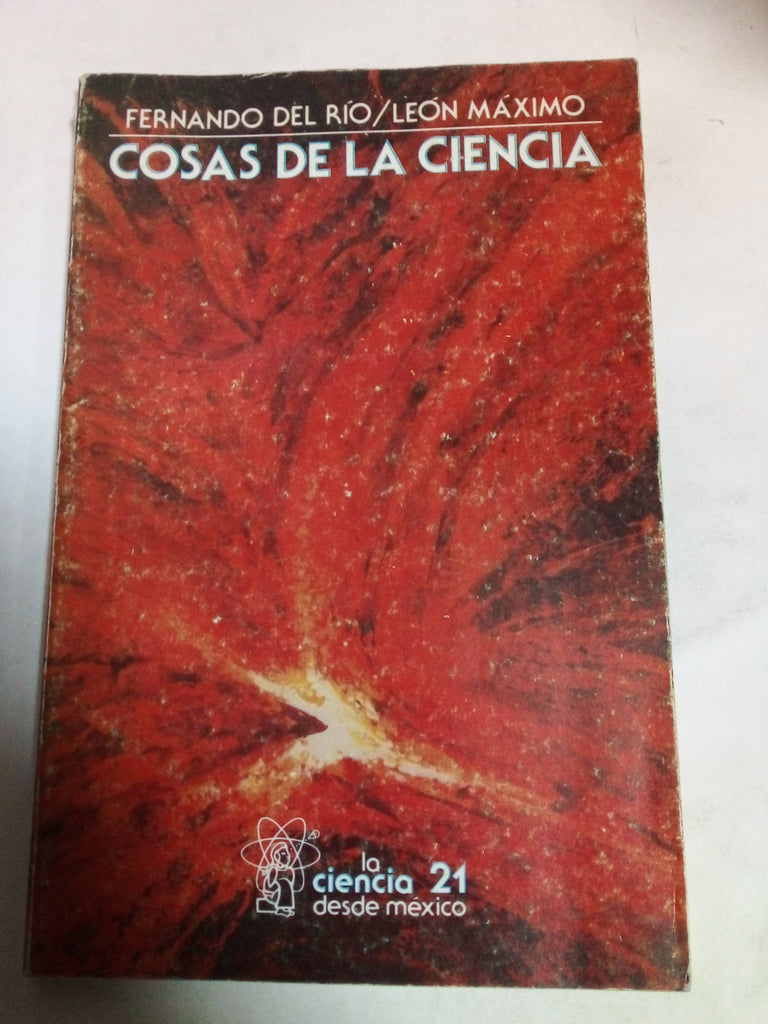 FERNANDO DEL RÍO/LEÓN MÁXIMO
COSAS DE LA CIENCIA
la
ciencia 21
desde méxico